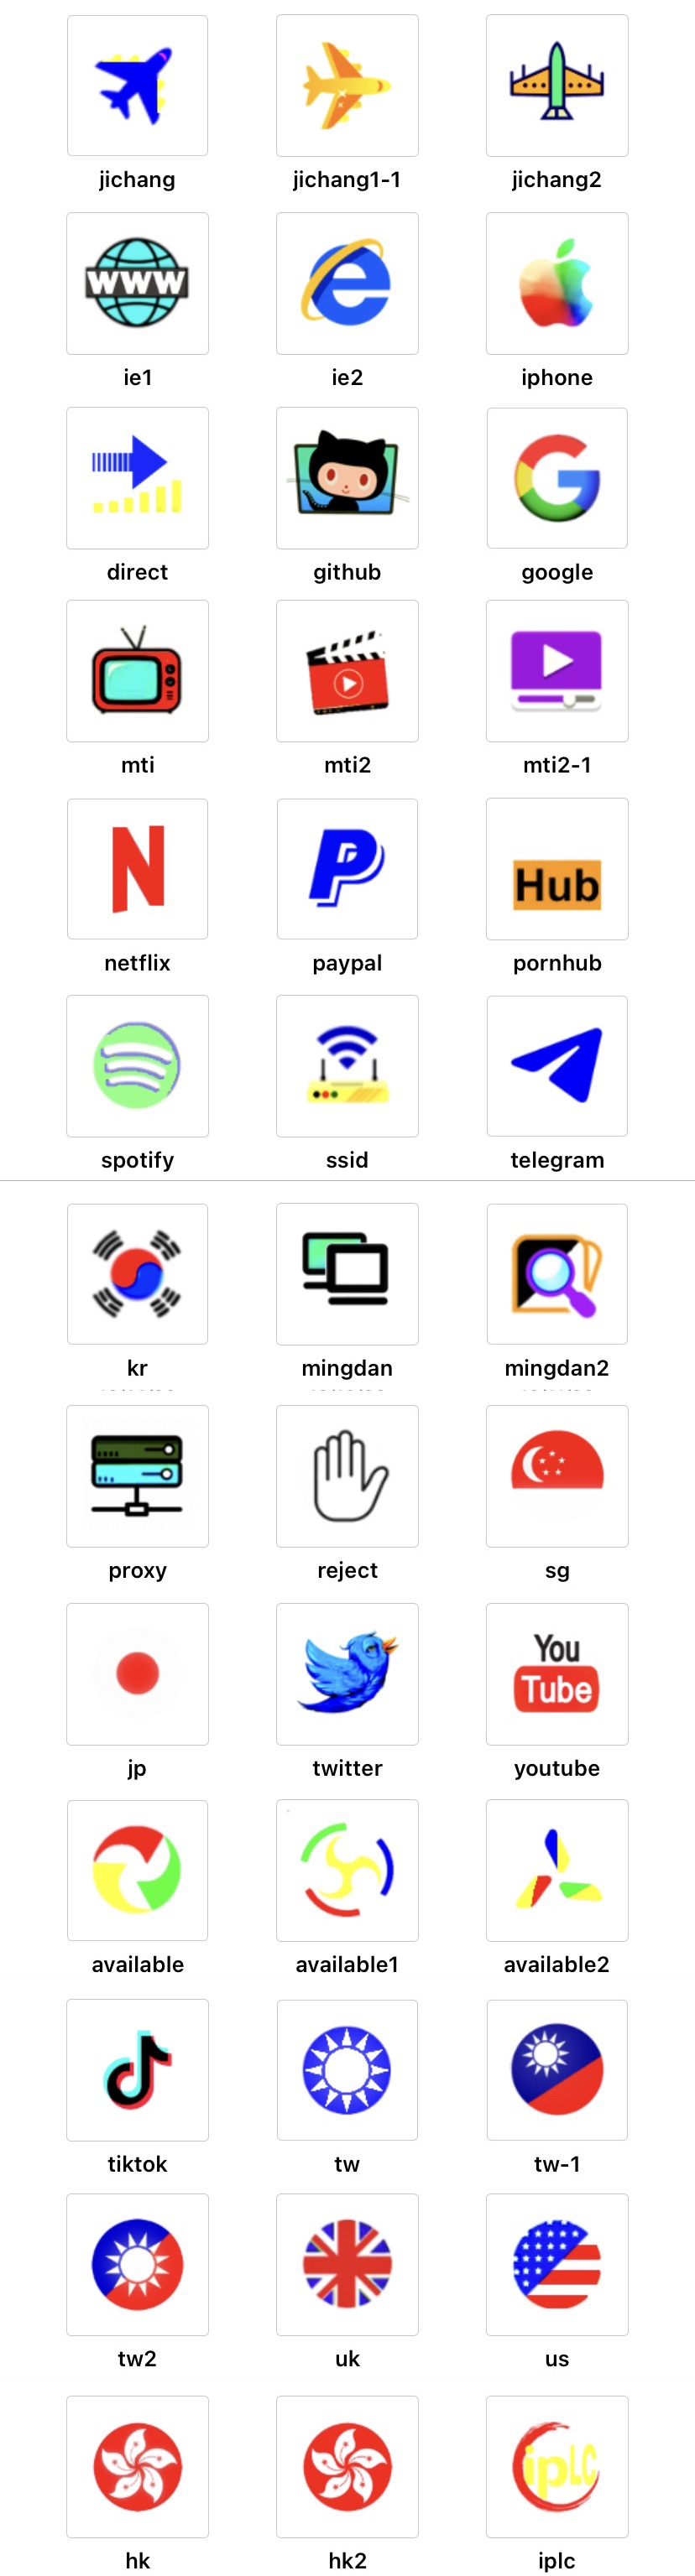 jichang jichang1-1 jichang2
WWW
ie1 ie2 iphone
direct github google
mti mti2 mti2-1
Hub
netflix paypal pornhub
spotify ssid telegram
kr mingdan mingdan2
proxy reject sg
You
Tube
jp twitter youtube
available available1 available2
tiktok tw tw-1
tw2 uk us
ipLC
hk hk2 iplc